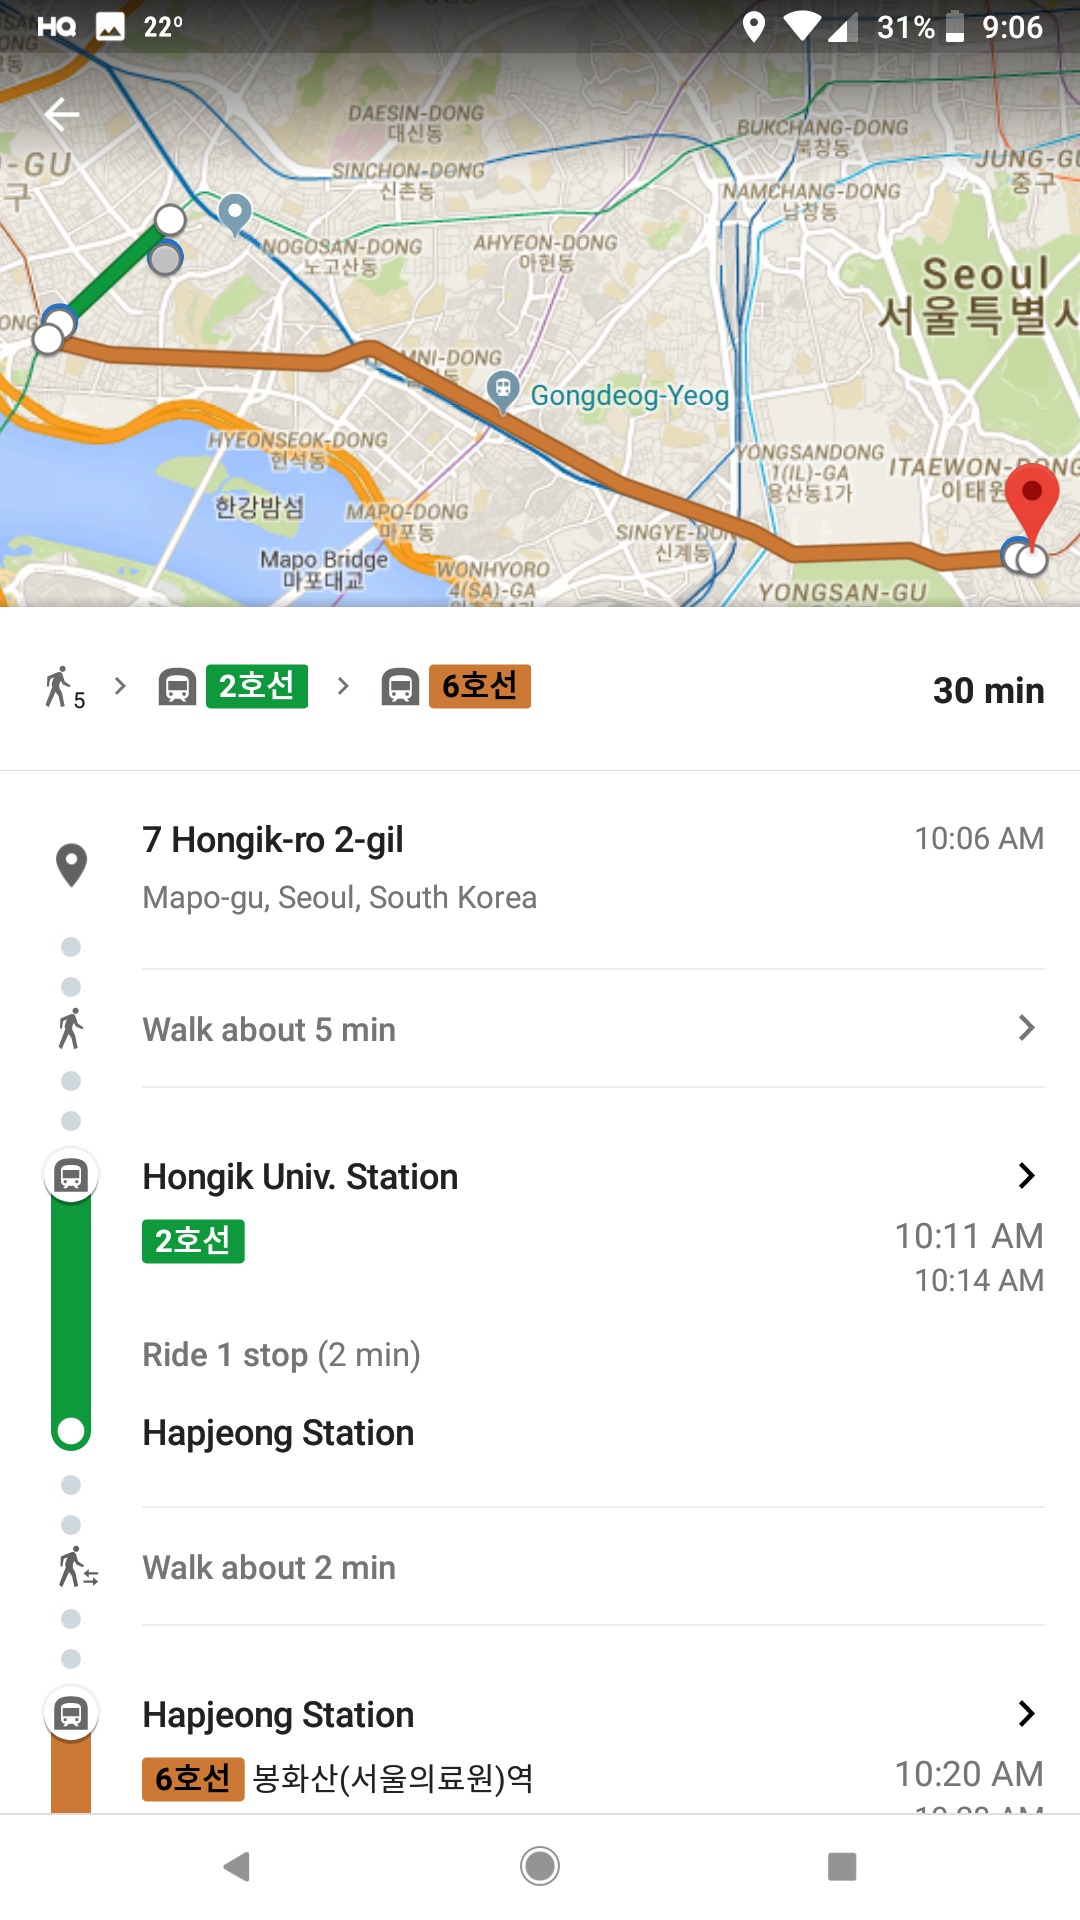 HQ 22° 31% 9:06
DAESIN-DONG
대신동
BUKCHANG-DONG
북창동
-GU
구
SINCHON-DONG
신촌동
JUNG-GU
중구
NAMCHANG-DONG
남창동
NOGOSAN-DONG
노고산동
AHYEON-DONG
아현동
Seoul
서울특별시
MNI-DONG
Gongdeog-Yeog
HYEONSEOK-DONG
현석동
YONGSANDONG
1(IL)-GA
용산동1가
ITAEWON-DONG
이태원
한강밤섬
MAPO-DONG
마포동
SINGYE-DONG
신계동
Mapo Bridge
마포대교
WONHYORO
4(SA)-GA
YONGSAN-GU
5 2호선 6호선 30 min
7 Hongik-ro 2-gil 10:06 AM
Mapo-gu, Seoul, South Korea
Walk about 5 min
Hongik Univ. Station
2호선 10:11 AM
10:14 AM
Ride 1 stop (2 min)
Hapjeong Station
Walk about 2 min
Hapjeong Station
6호선 봉화산(서울의료원)역 10:20 AM